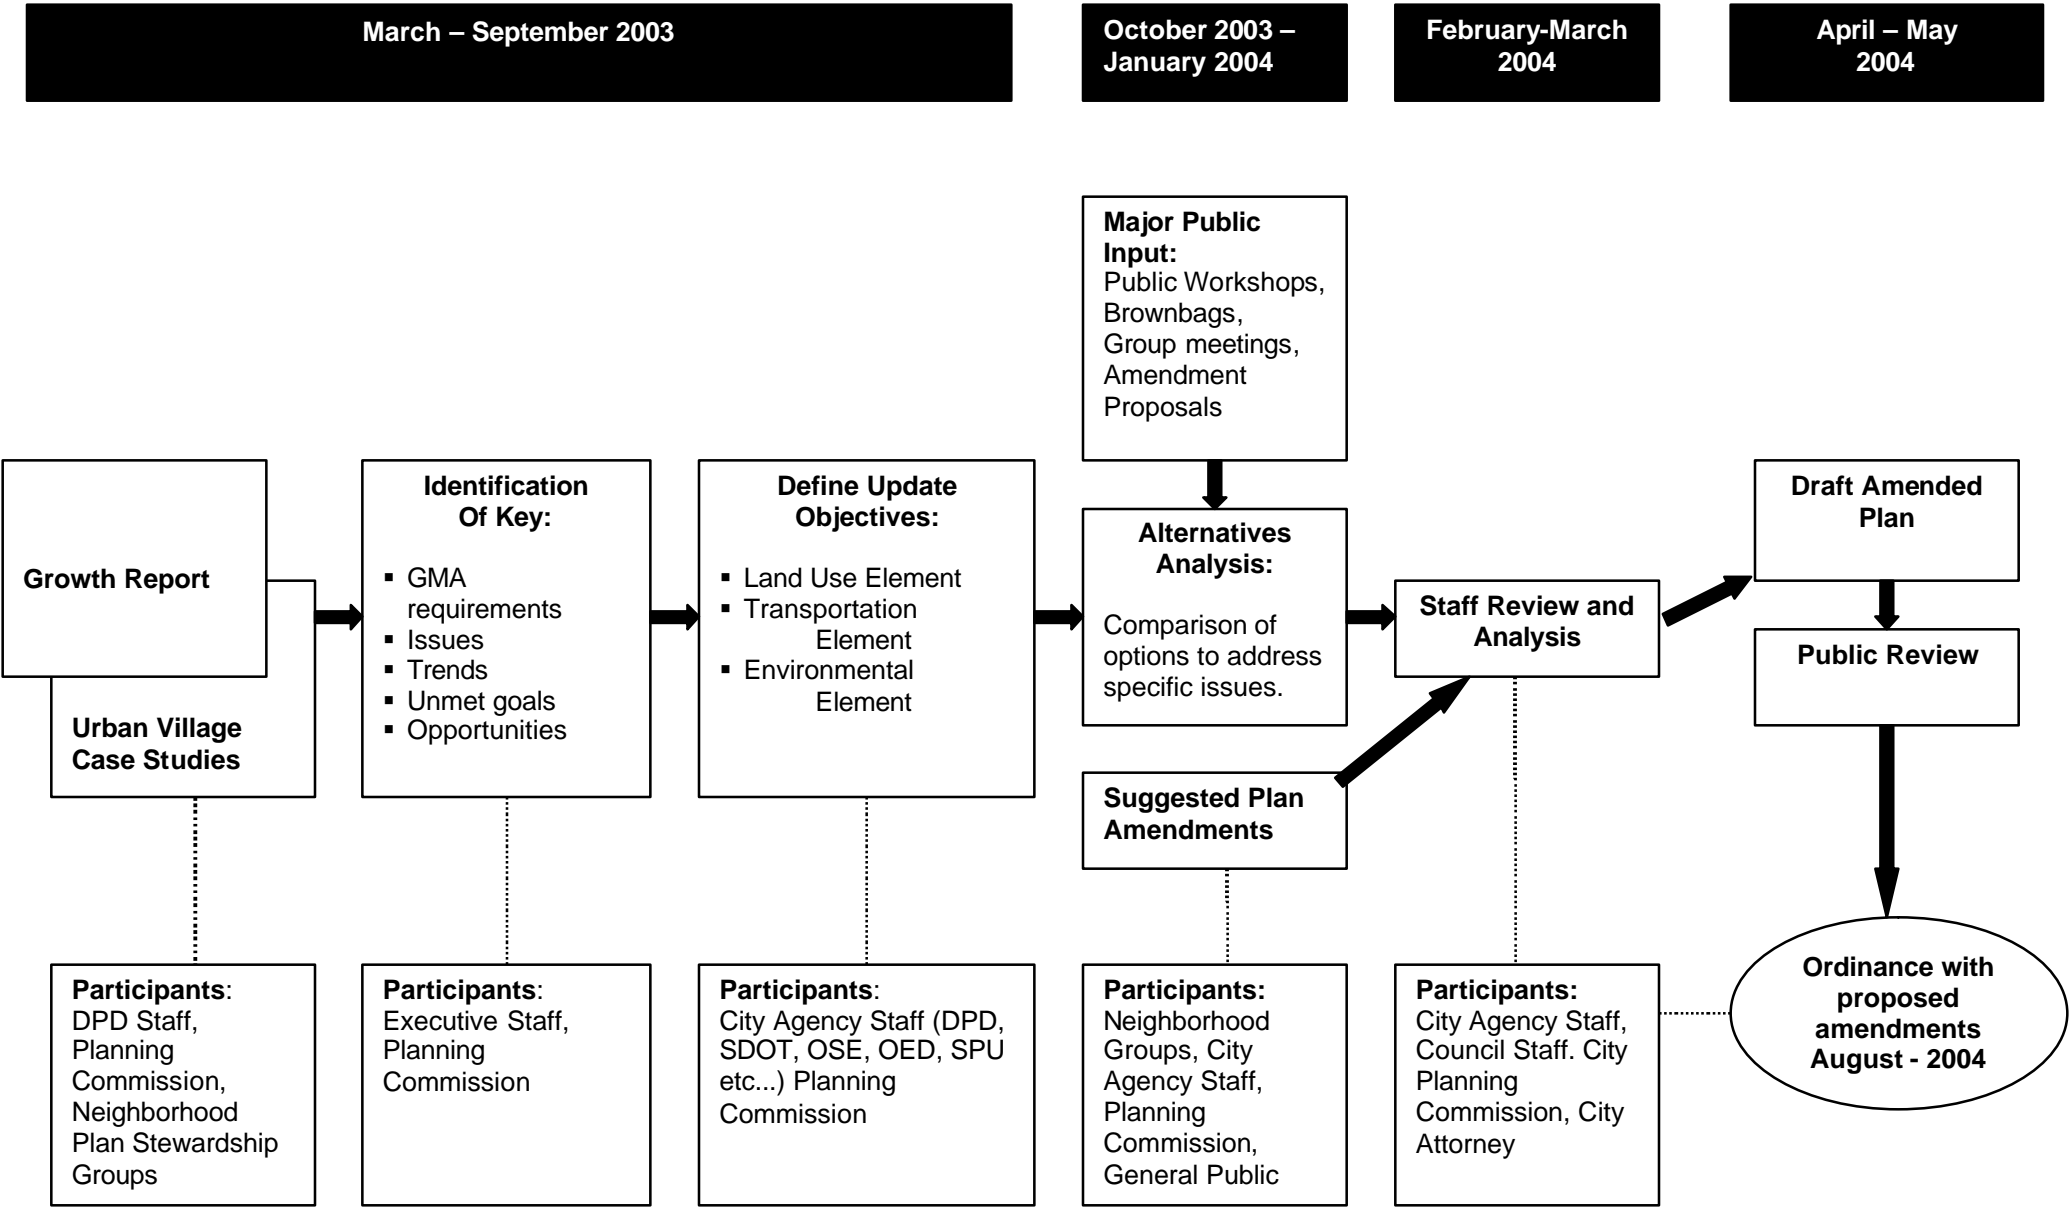 March – September 2003
October 2003 –
January 2004
February-March
2004
April – May
2004
Major Public
Input:
Public Workshops,
Brownbags,
Group meetings,
Amendment
Proposals
Growth Report
Urban Village
Case Studies
Identification
Of Key:
▪ GMA
requirements
▪ Issues
▪ Trends
▪ Unmet goals
▪ Opportunities
Define Update
Objectives:
▪ Land Use Element
▪ Transportation
Element
▪ Environmental
Element
Alternatives
Analysis:
Comparison of
options to address
specific issues.
Suggested Plan
Amendments
Staff Review and
Analysis
Draft Amended
Plan
Public Review
Participants:
DPD Staff,
Planning
Commission,
Neighborhood
Plan Stewardship
Groups
Participants:
Executive Staff,
Planning
Commission
Participants:
City Agency Staff (DPD,
SDOT, OSE, OED, SPU
etc...) Planning
Commission
Participants:
Neighborhood
Groups, City
Agency Staff,
Planning
Commission,
General Public
Participants:
City Agency Staff,
Council Staff. City
Planning
Commission, City
Attorney
Ordinance with
proposed
amendments
August - 2004